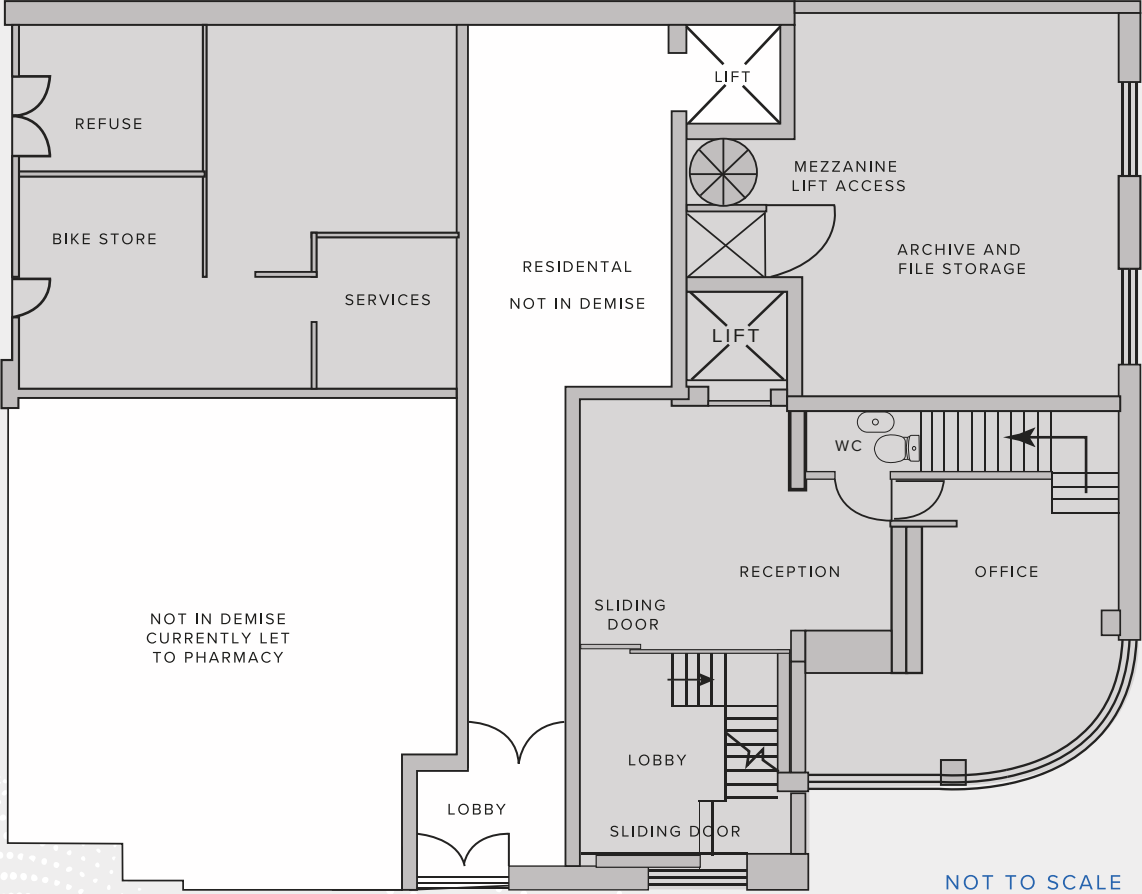 LIFT
REFUSE
MEZZANINE
LIFT ACCESS
BIKE STORE
ARCHIVE AND
FILE STORAGE
RESIDENTAL
NOT IN DEMISE
SERVICES
LIFT
WC
RECEPTION
OFFICE
SLIDING
DOOR
NOT IN DEMISE
CURRENTLY LET
TO PHARMACY
LOBBY
LOBBY
SLIDING DOOR
NOT TO SCALE